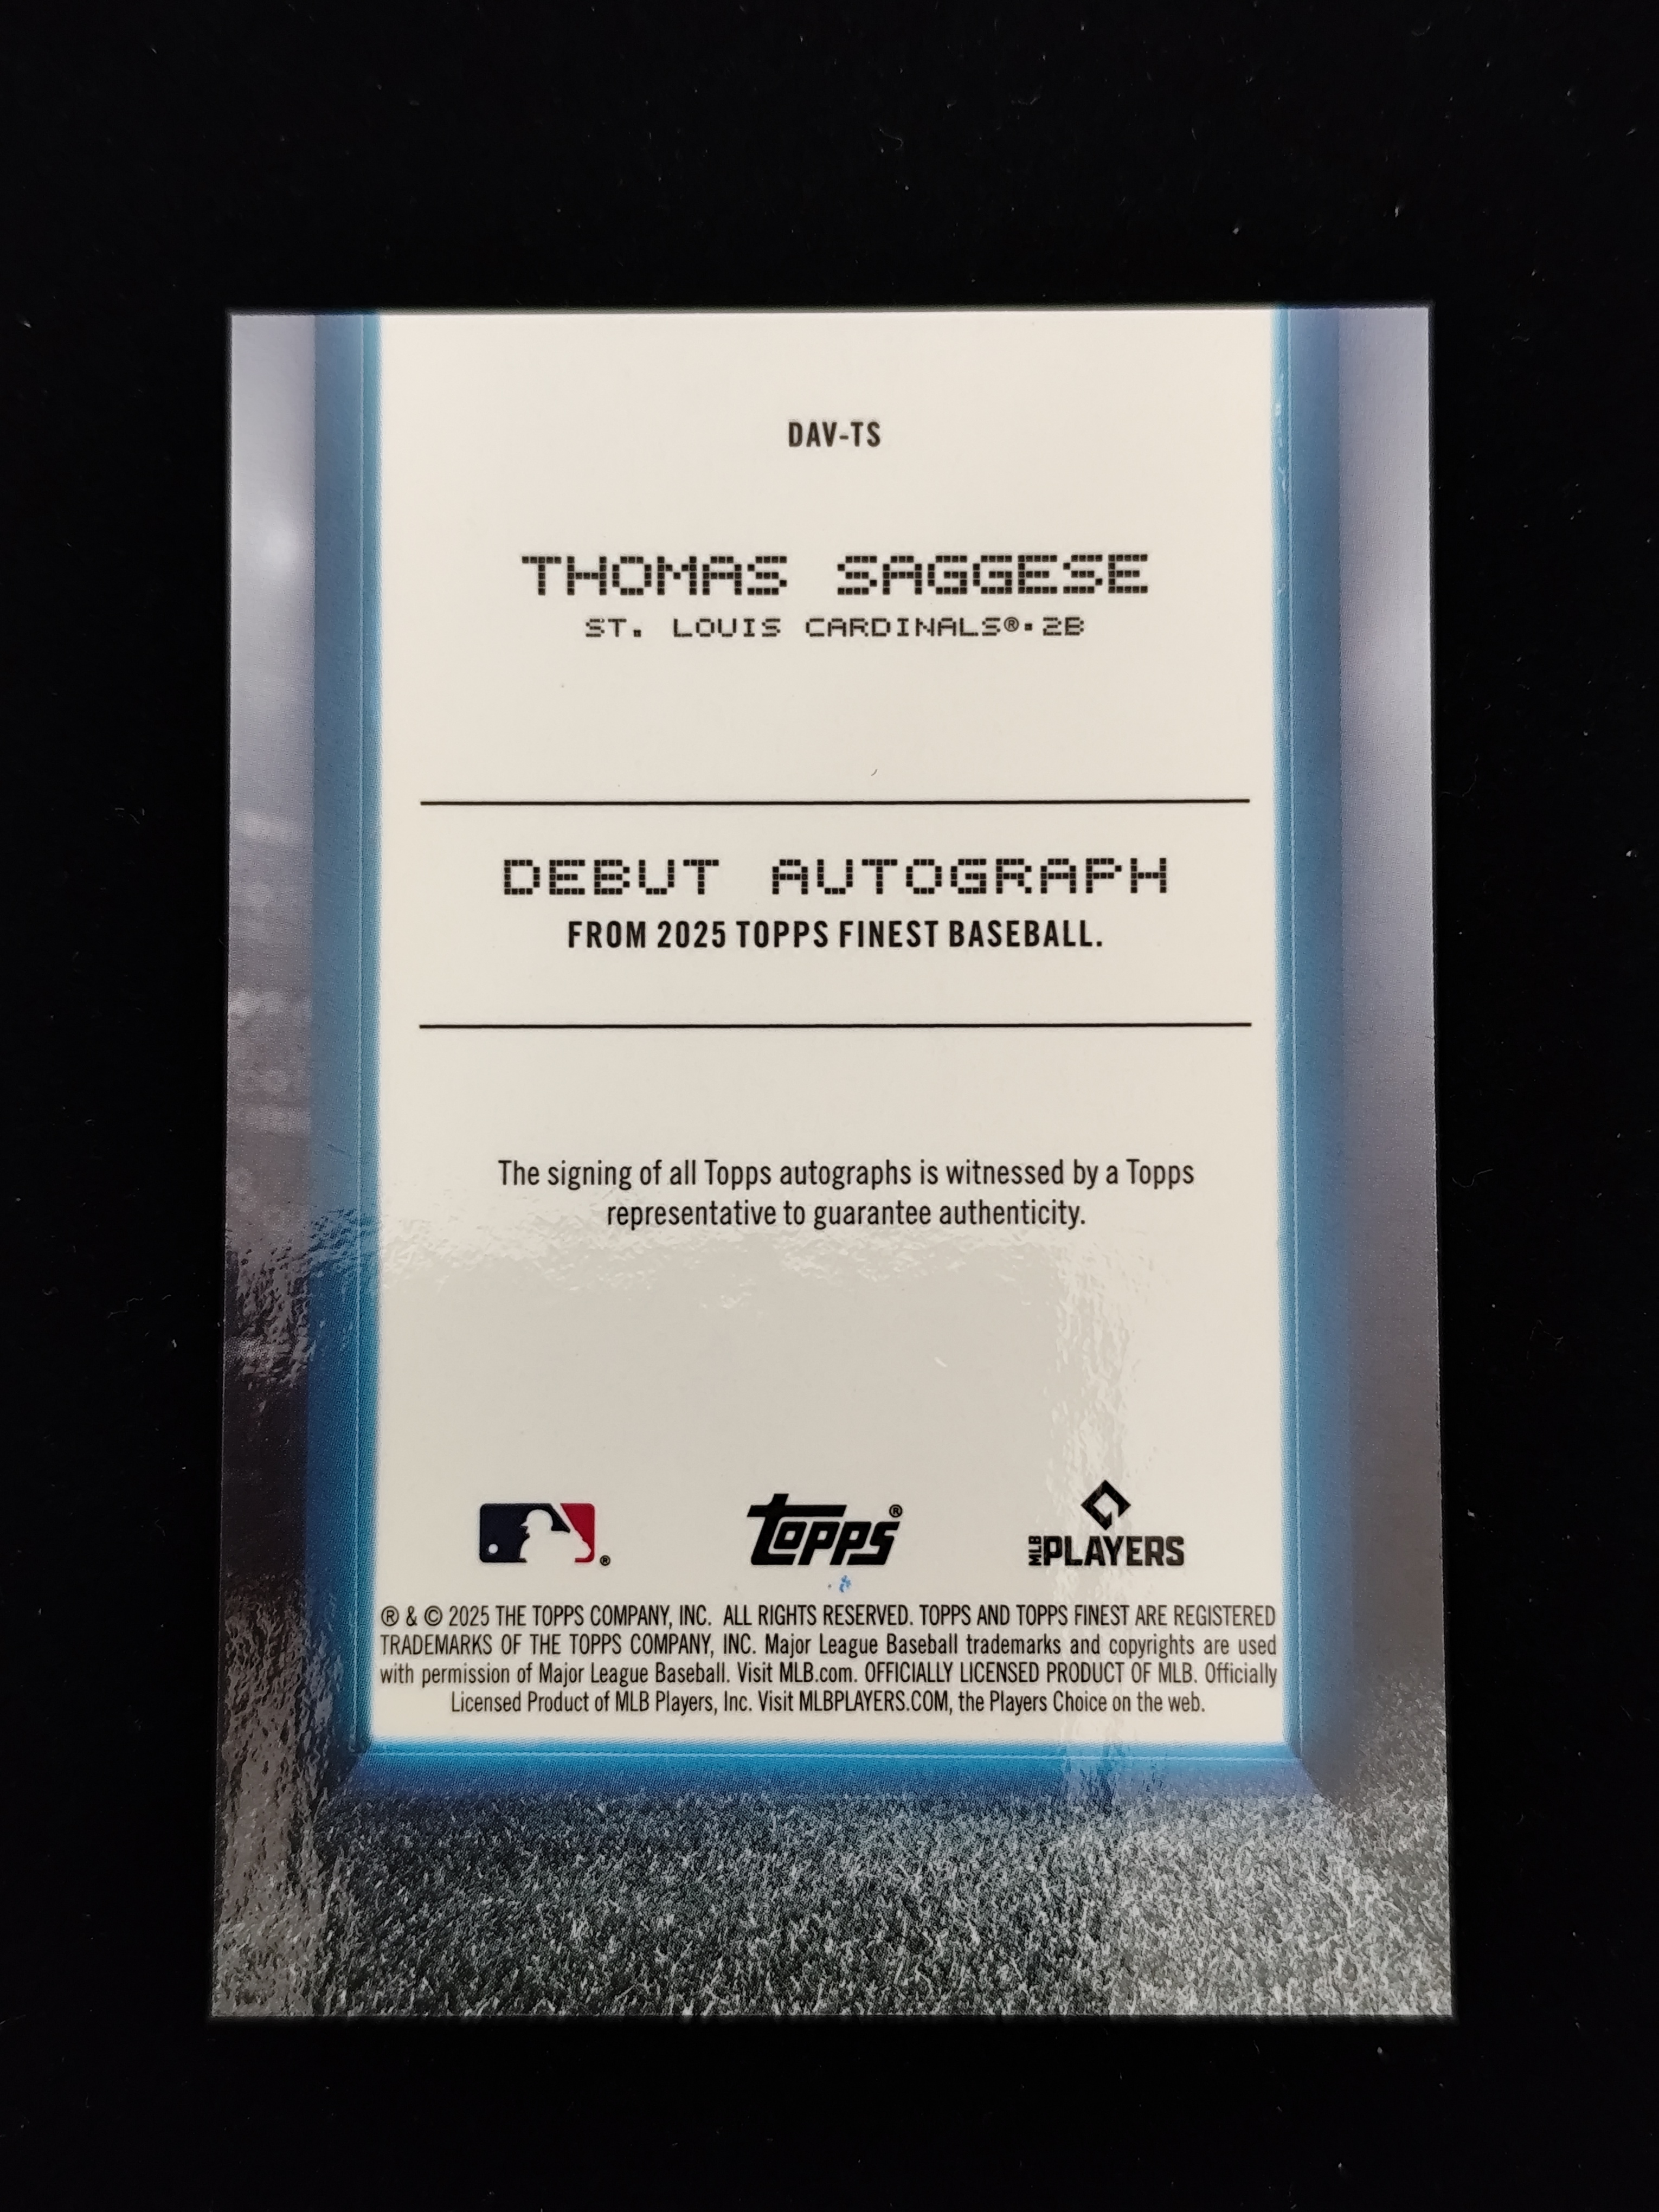 DAV-TS
THOMAS SAGGESE
ST. LOUIS CARDINALS®▪2B
DEBUT AUTOGRAPH
FROM 2025 TOPPS FINEST BASEBALL.
The signing of all Topps autographs is witnessed by a Topps
representative to guarantee authenticity.
®
topps®
MLB PLAYERS
® & © 2025 THE TOPPS COMPANY, INC. ALL RIGHTS RESERVED. TOPPS AND TOPPS FINEST ARE REGISTERED
TRADEMARKS OF THE TOPPS COMPANY, INC. Major League Baseball trademarks and copyrights are used
with permission of Major League Baseball. Visit MLB.com. OFFICIALLY LICENSED PRODUCT OF MLB. Officially
Licensed Product of MLB Players, Inc. Visit MLBPLAYERS.COM, the Players Choice on the web.